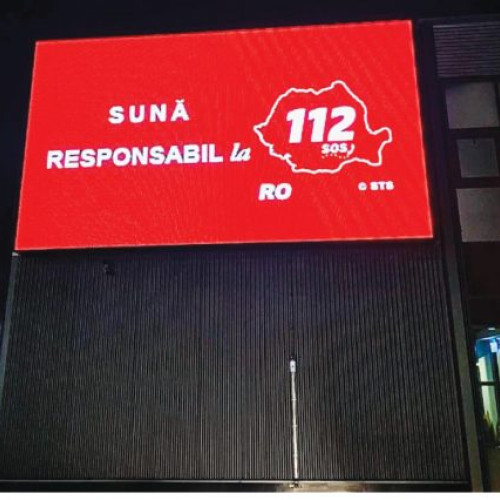 SUNĂ
RESPONSABIL la
112
SOS
RO
© STS